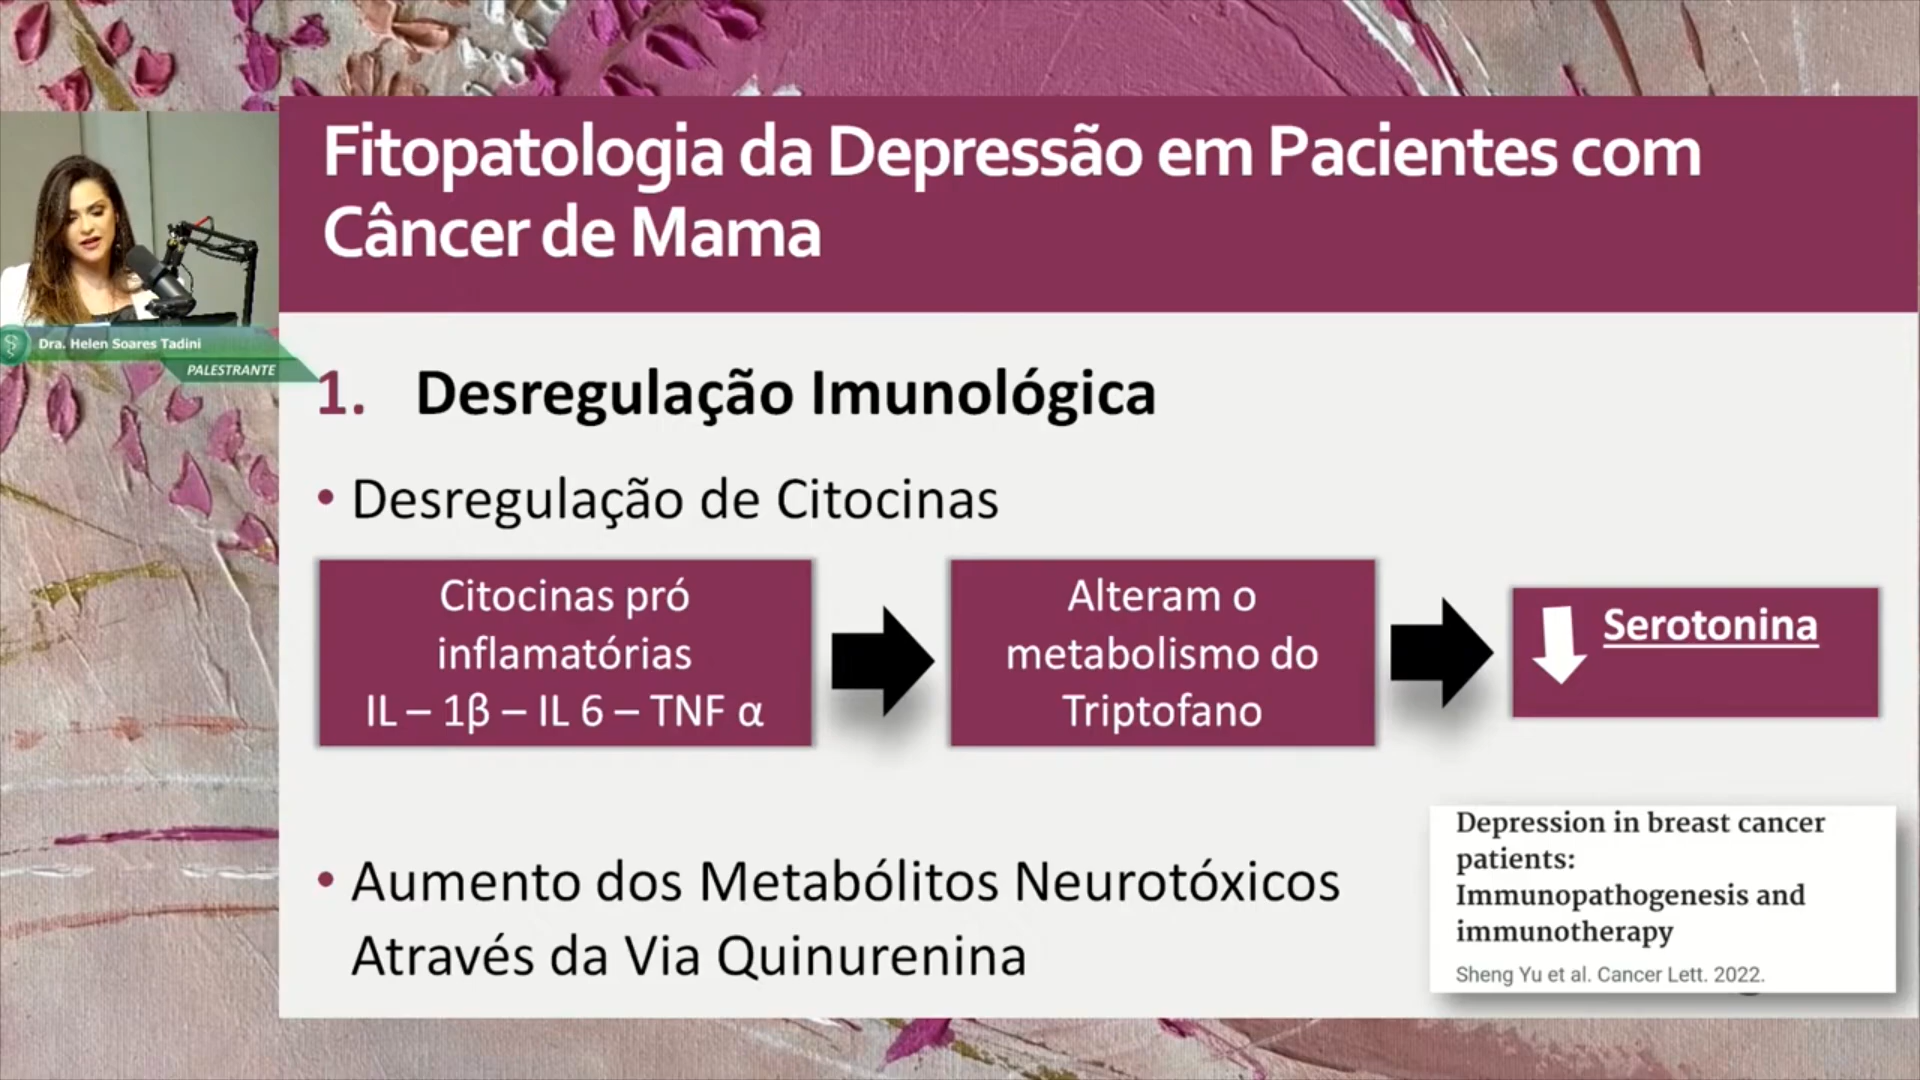 Fitopatologia da Depressão em Pacientes com
Câncer de Mama
Dra. Helen Soares Tadini
PALESTRANTE
1. Desregulação Imunológica
• Desregulação de Citocinas
Citocinas pró
inflamatórias
IL – 1β – IL 6 – TNF α
Alteram o
metabolismo do
Triptofano
Serotonina
• Aumento dos Metabólitos Neurotóxicos
Através da Via Quinurenina
Depression in breast cancer
patients:
Immunopathogenesis and
immunotherapy
Sheng Yu et al. Cancer Lett. 2022.